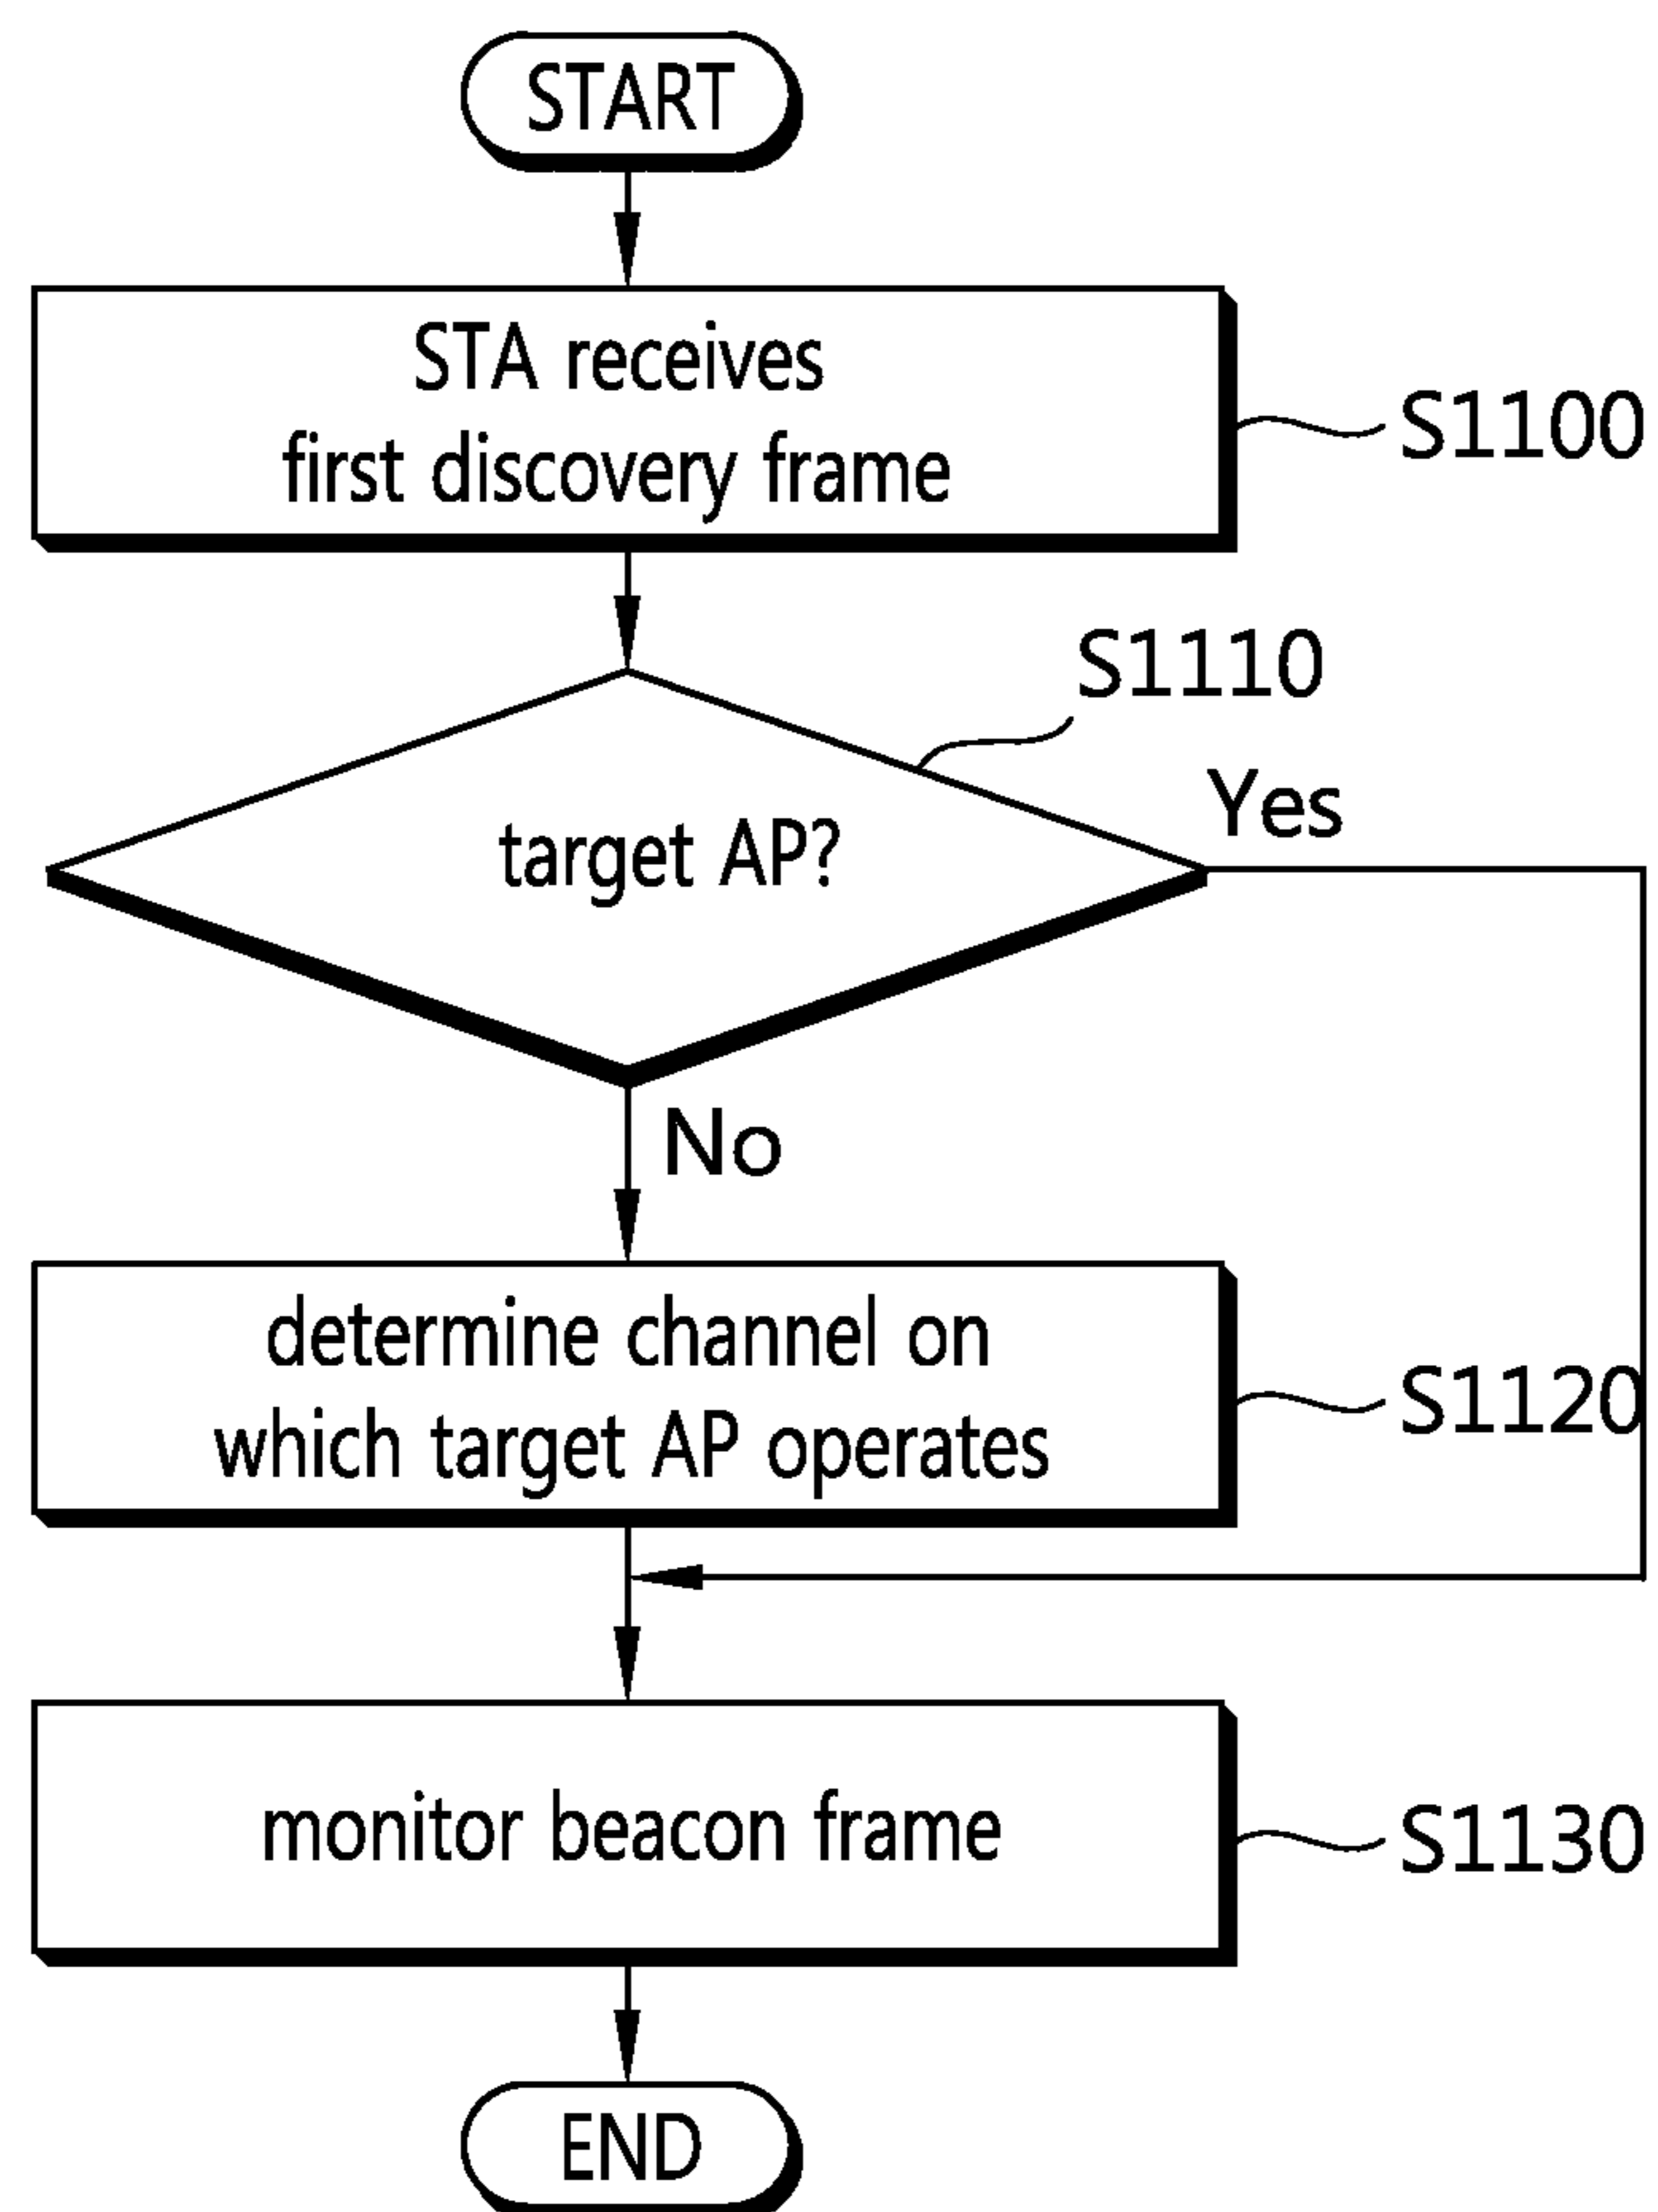 START
STA receives
first discovery frame
S1100
S1110
target AP?
Yes
No
determine channel on
which target AP operates
S1120
monitor beacon frame
S1130
END